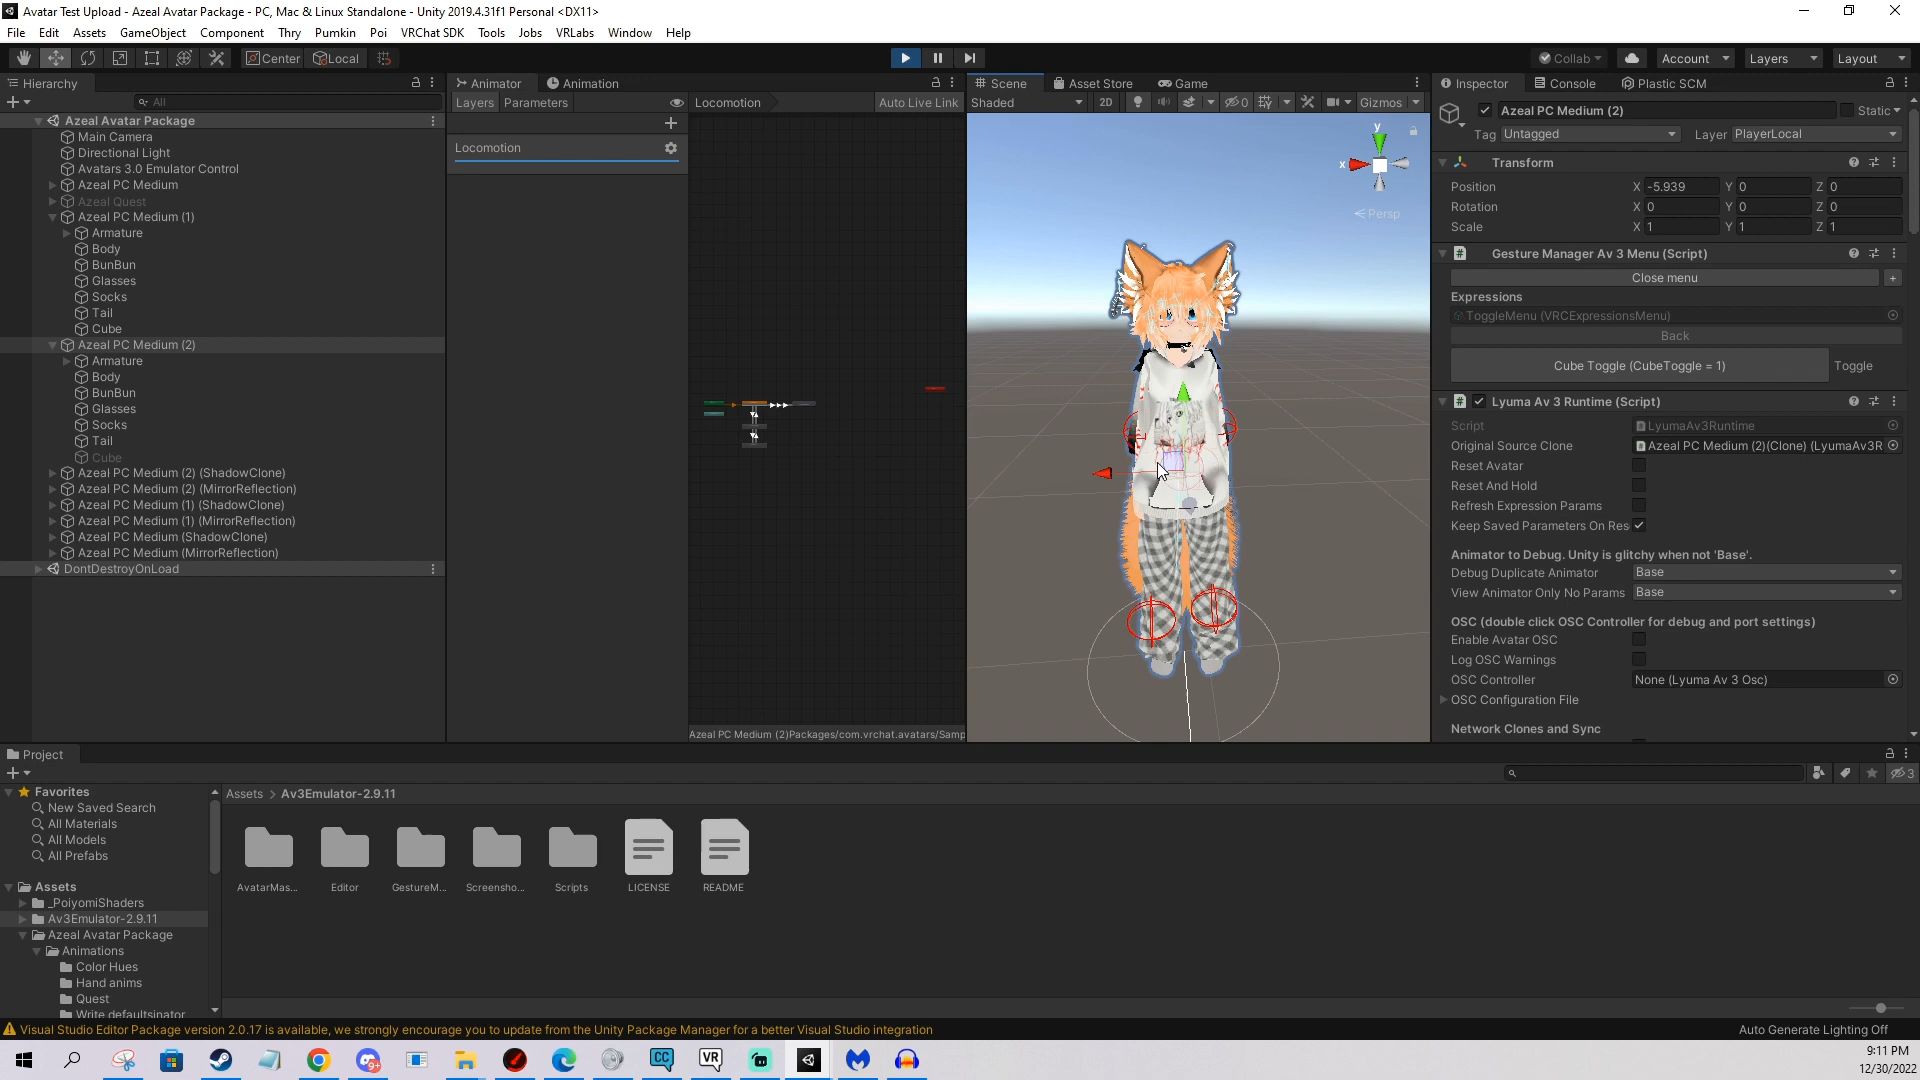 Avatar Test Upload - Azeal Avatar Package - PC, Mac & Linux Standalone - Unity 2019.4.31f1 Personal <DX11>
File Edit Assets GameObject Component Thry Pumkin Poi VRChat SDK Tools Jobs VRLabs Window Help
Center Local Collab Account Layers Layout
Hierarchy
All
Azeal Avatar Package
Main Camera
Directional Light
Avatars 3.0 Emulator Control
Azeal PC Medium
Azeal Quest
Azeal PC Medium (1)
Armature
Body
BunBun
Glasses
Socks
Tail
Cube
Azeal PC Medium (2)
Armature
Body
BunBun
Glasses
Socks
Tail
Cube
Azeal PC Medium (2) (ShadowClone)
Azeal PC Medium (2) (MirrorReflection)
Azeal PC Medium (1) (ShadowClone)
Azeal PC Medium (1) (MirrorReflection)
Azeal PC Medium (ShadowClone)
Azeal PC Medium (MirrorReflection)
DontDestroyOnLoad
Animator Animation
Layers Parameters Locomotion Auto Live Link
Locomotion
Azeal PC Medium (2)Packages/com.vrchat.avatars/Samp
Scene Asset Store Game
Shaded 2D 0 Gizmos
y
x
Persp
Inspector Console Plastic SCM
Azeal PC Medium (2) Static
Tag Untagged Layer PlayerLocal
Transform
Position X -5.939 Y 0 Z 0
Rotation X 0 Y 0 Z 0
Scale X 1 Y 1 Z 1
Gesture Manager Av 3 Menu (Script)
Close menu +
Expressions
ToggleMenu (VRCExpressionsMenu)
Back
Cube Toggle (CubeToggle = 1) Toggle
Lyuma Av 3 Runtime (Script)
Script LyumaAv3Runtime
Original Source Clone Azeal PC Medium (2)(Clone) (LyumaAv3R
Reset Avatar
Reset And Hold
Refresh Expression Params
Keep Saved Parameters On Res
Animator to Debug. Unity is glitchy when not 'Base'.
Debug Duplicate Animator Base
View Animator Only No Params Base
OSC (double click OSC Controller for debug and port settings)
Enable Avatar OSC
Log OSC Warnings
OSC Controller None (Lyuma Av 3 Osc)
OSC Configuration File
Network Clones and Sync
Project
3
Favorites
New Saved Search
All Materials
All Models
All Prefabs
Assets
_PoiyomiShaders
Av3Emulator-2.9.11
Azeal Avatar Package
Animations
Color Hues
Hand anims
Quest
Write defaultsinator
Assets > Av3Emulator-2.9.11
AvatarMas... Editor GestureM... Screensho... Scripts LICENSE README
Visual Studio Editor Package version 2.0.17 is available, we strongly encourage you to update from the Unity Package Manager for a better Visual Studio integration
Auto Generate Lighting Off
CC VR
9:11 PM
12/30/2022